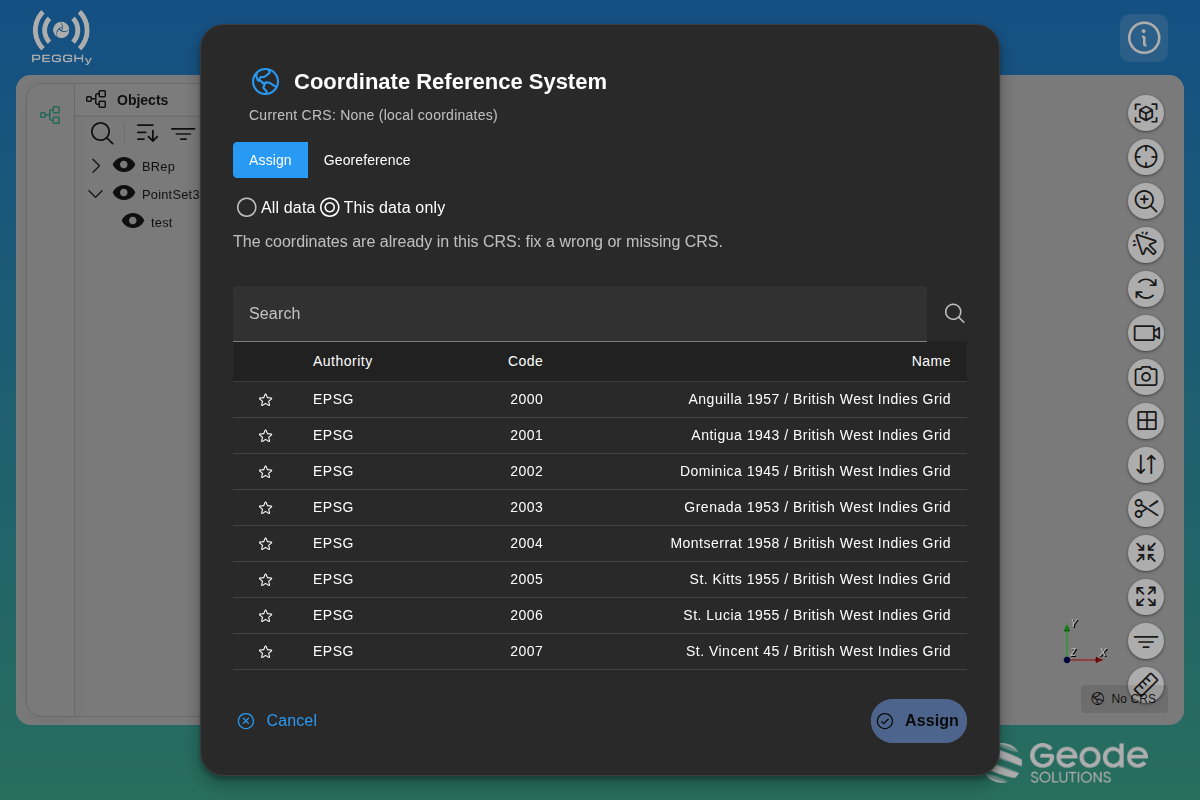 PEGGHy
Coordinate Reference System
Current CRS: None (local coordinates)
Objects
BRep
PointSet3
test
Assign
Georeference
All data
This data only
The coordinates are already in this CRS: fix a wrong or missing CRS.
Search
Authority Code Name
EPSG 2000 Anguilla 1957 / British West Indies Grid
EPSG 2001 Antigua 1943 / British West Indies Grid
EPSG 2002 Dominica 1945 / British West Indies Grid
EPSG 2003 Grenada 1953 / British West Indies Grid
EPSG 2004 Montserrat 1958 / British West Indies Grid
EPSG 2005 St. Kitts 1955 / British West Indies Grid
EPSG 2006 St. Lucia 1955 / British West Indies Grid
EPSG 2007 St. Vincent 45 / British West Indies Grid
Cancel
Assign
Y
Z
X
No CRS
Geode
SOLUTIONS